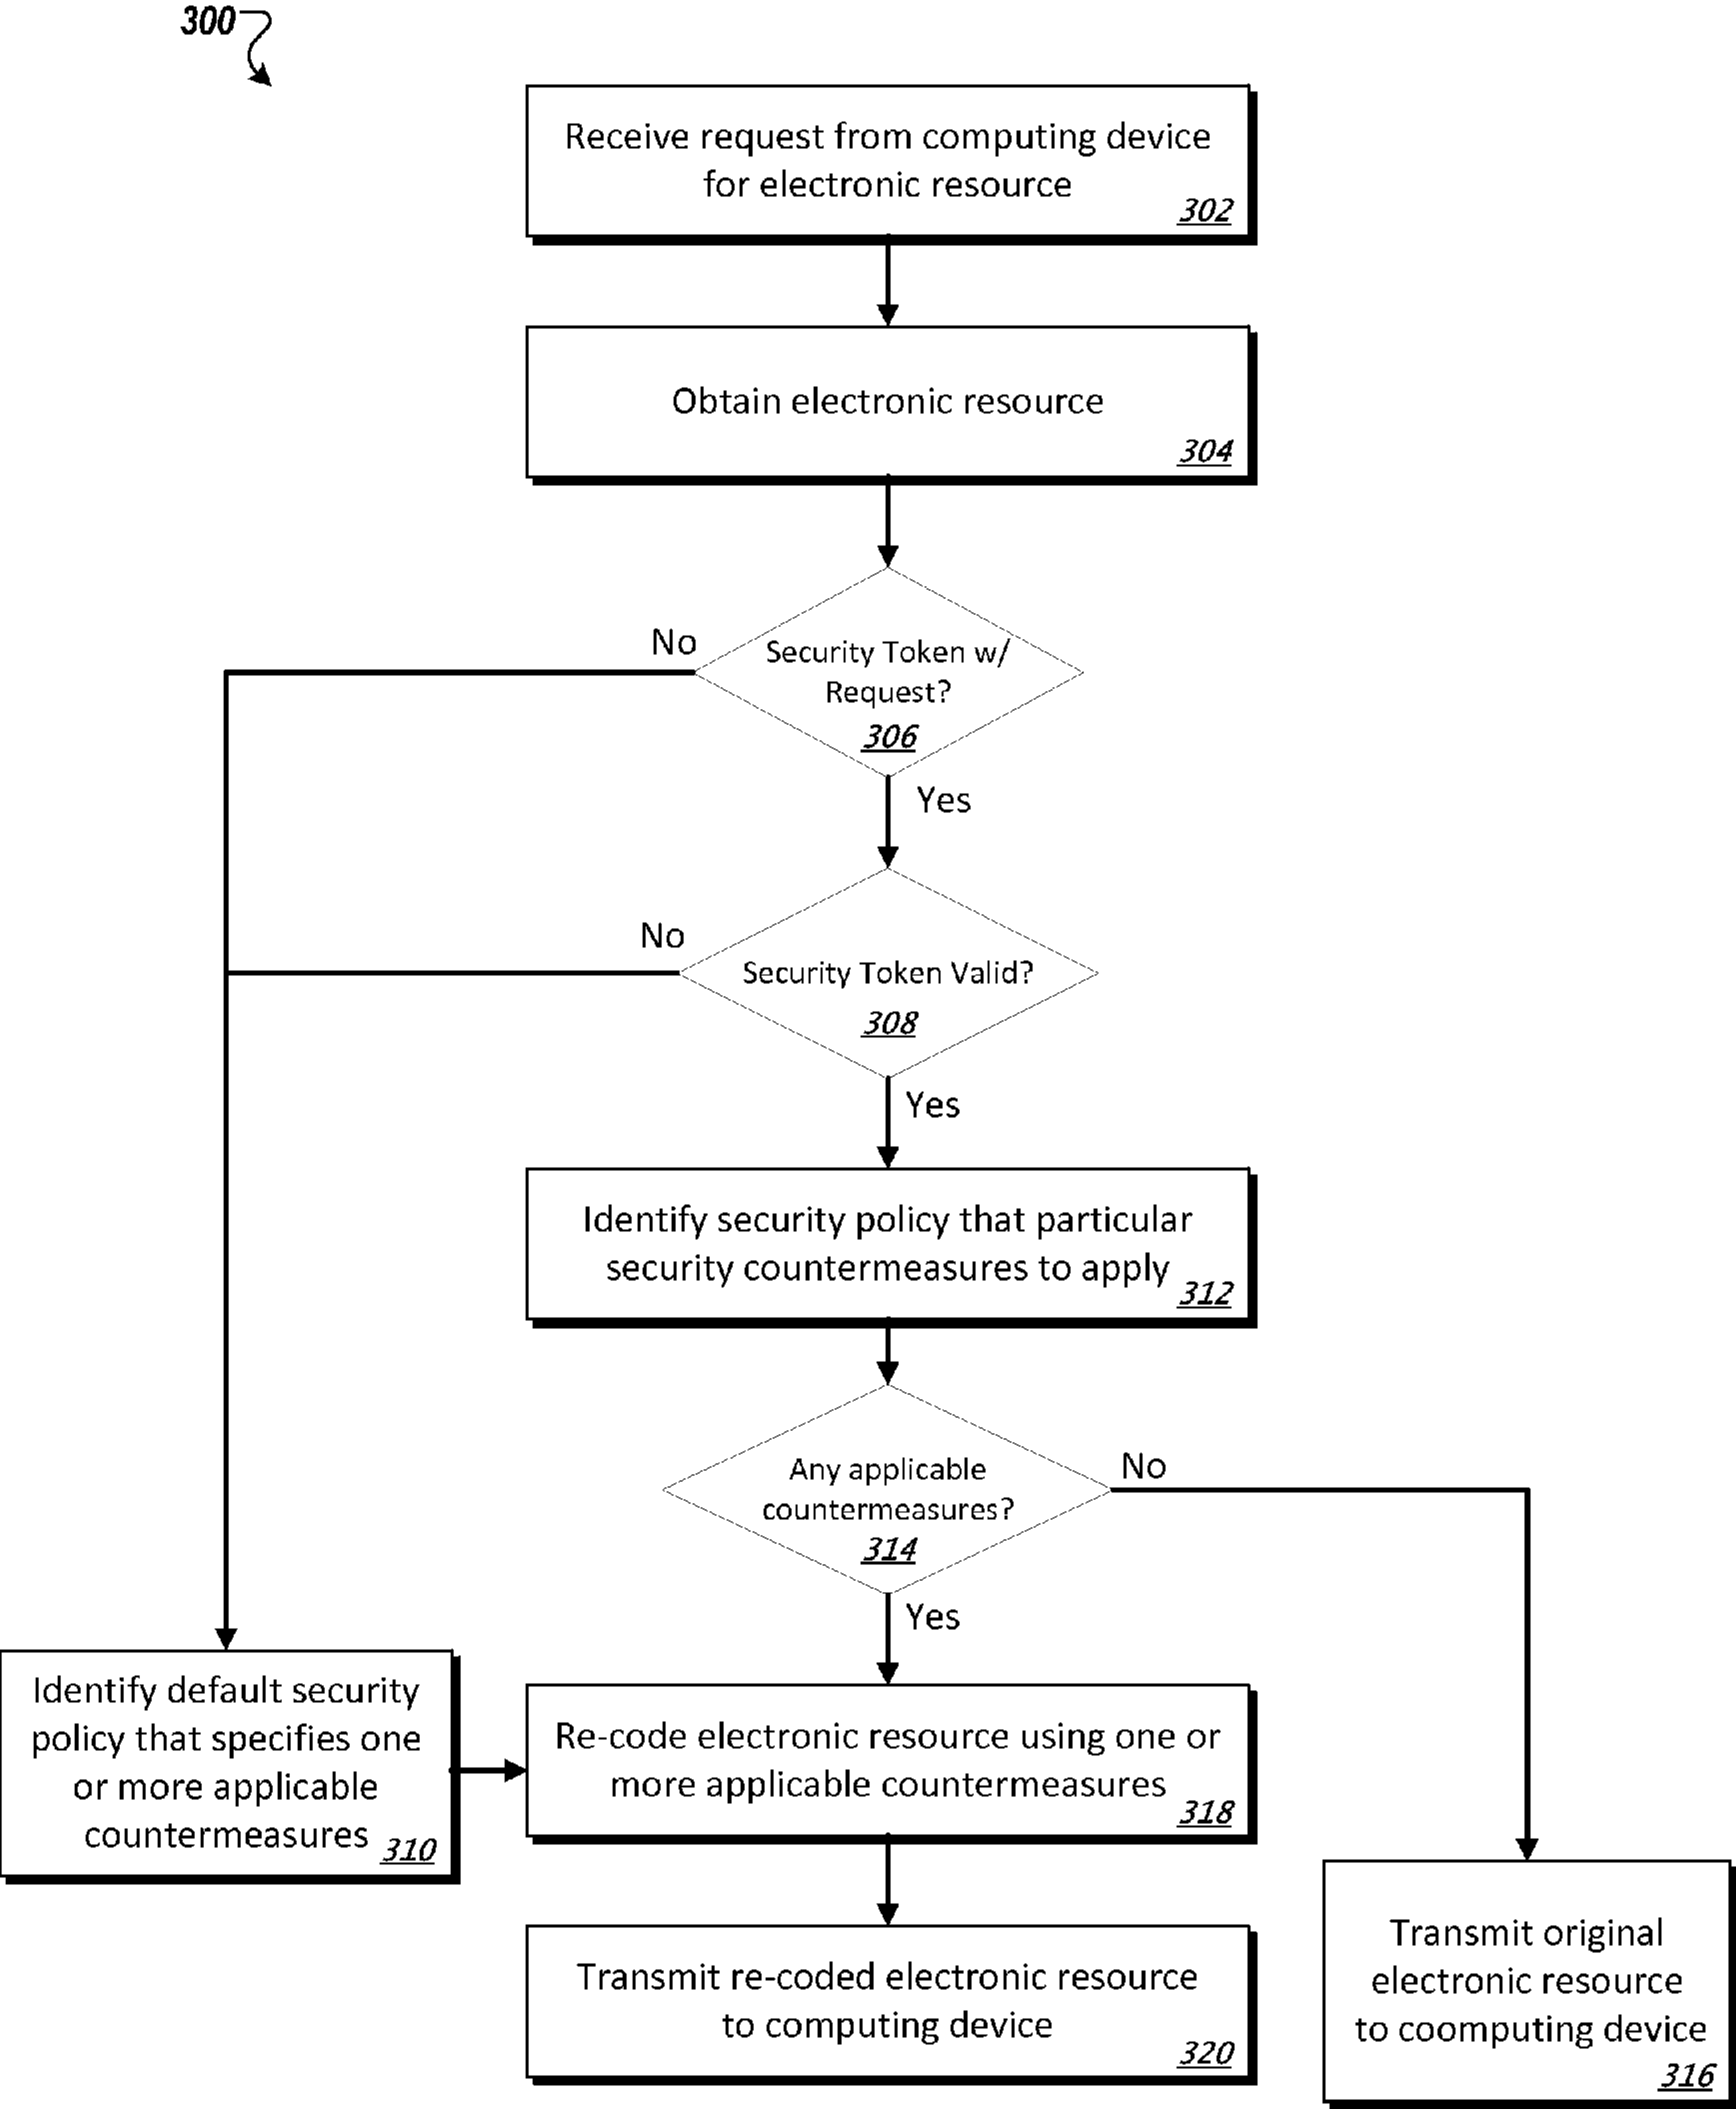 300
Receive request from computing device
for electronic resource
302
Obtain electronic resource
304
No
Security Token w/
Request?
306
Yes
No
Security Token Valid?
308
Yes
Identify security policy that particular
security countermeasures to apply
312
Any applicable
countermeasures?
314
No
Yes
Identify default security
policy that specifies one
or more applicable
countermeasures
310
Re-code electronic resource using one or
more applicable countermeasures
318
Transmit re-coded electronic resource
to computing device
320
Transmit original
electronic resource
to coomputing device
316